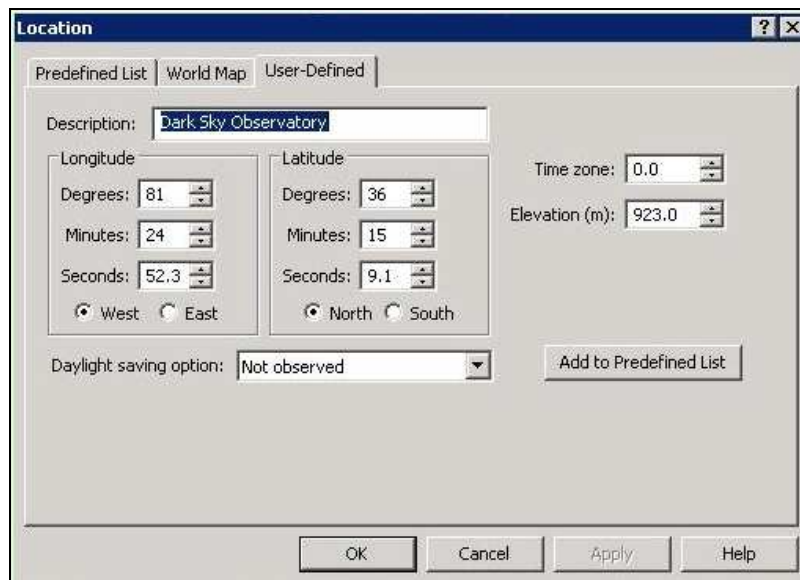 Location
Predefined List World Map User-Defined
Description: Dark Sky Observatory
Longitude
Degrees: 81
Minutes: 24
Seconds: 52.3
West East
Latitude
Degrees: 36
Minutes: 15
Seconds: 9.1
North South
Time zone: 0.0
Elevation (m): 923.0
Daylight saving option: Not observed
Add to Predefined List
OK Cancel Apply Help